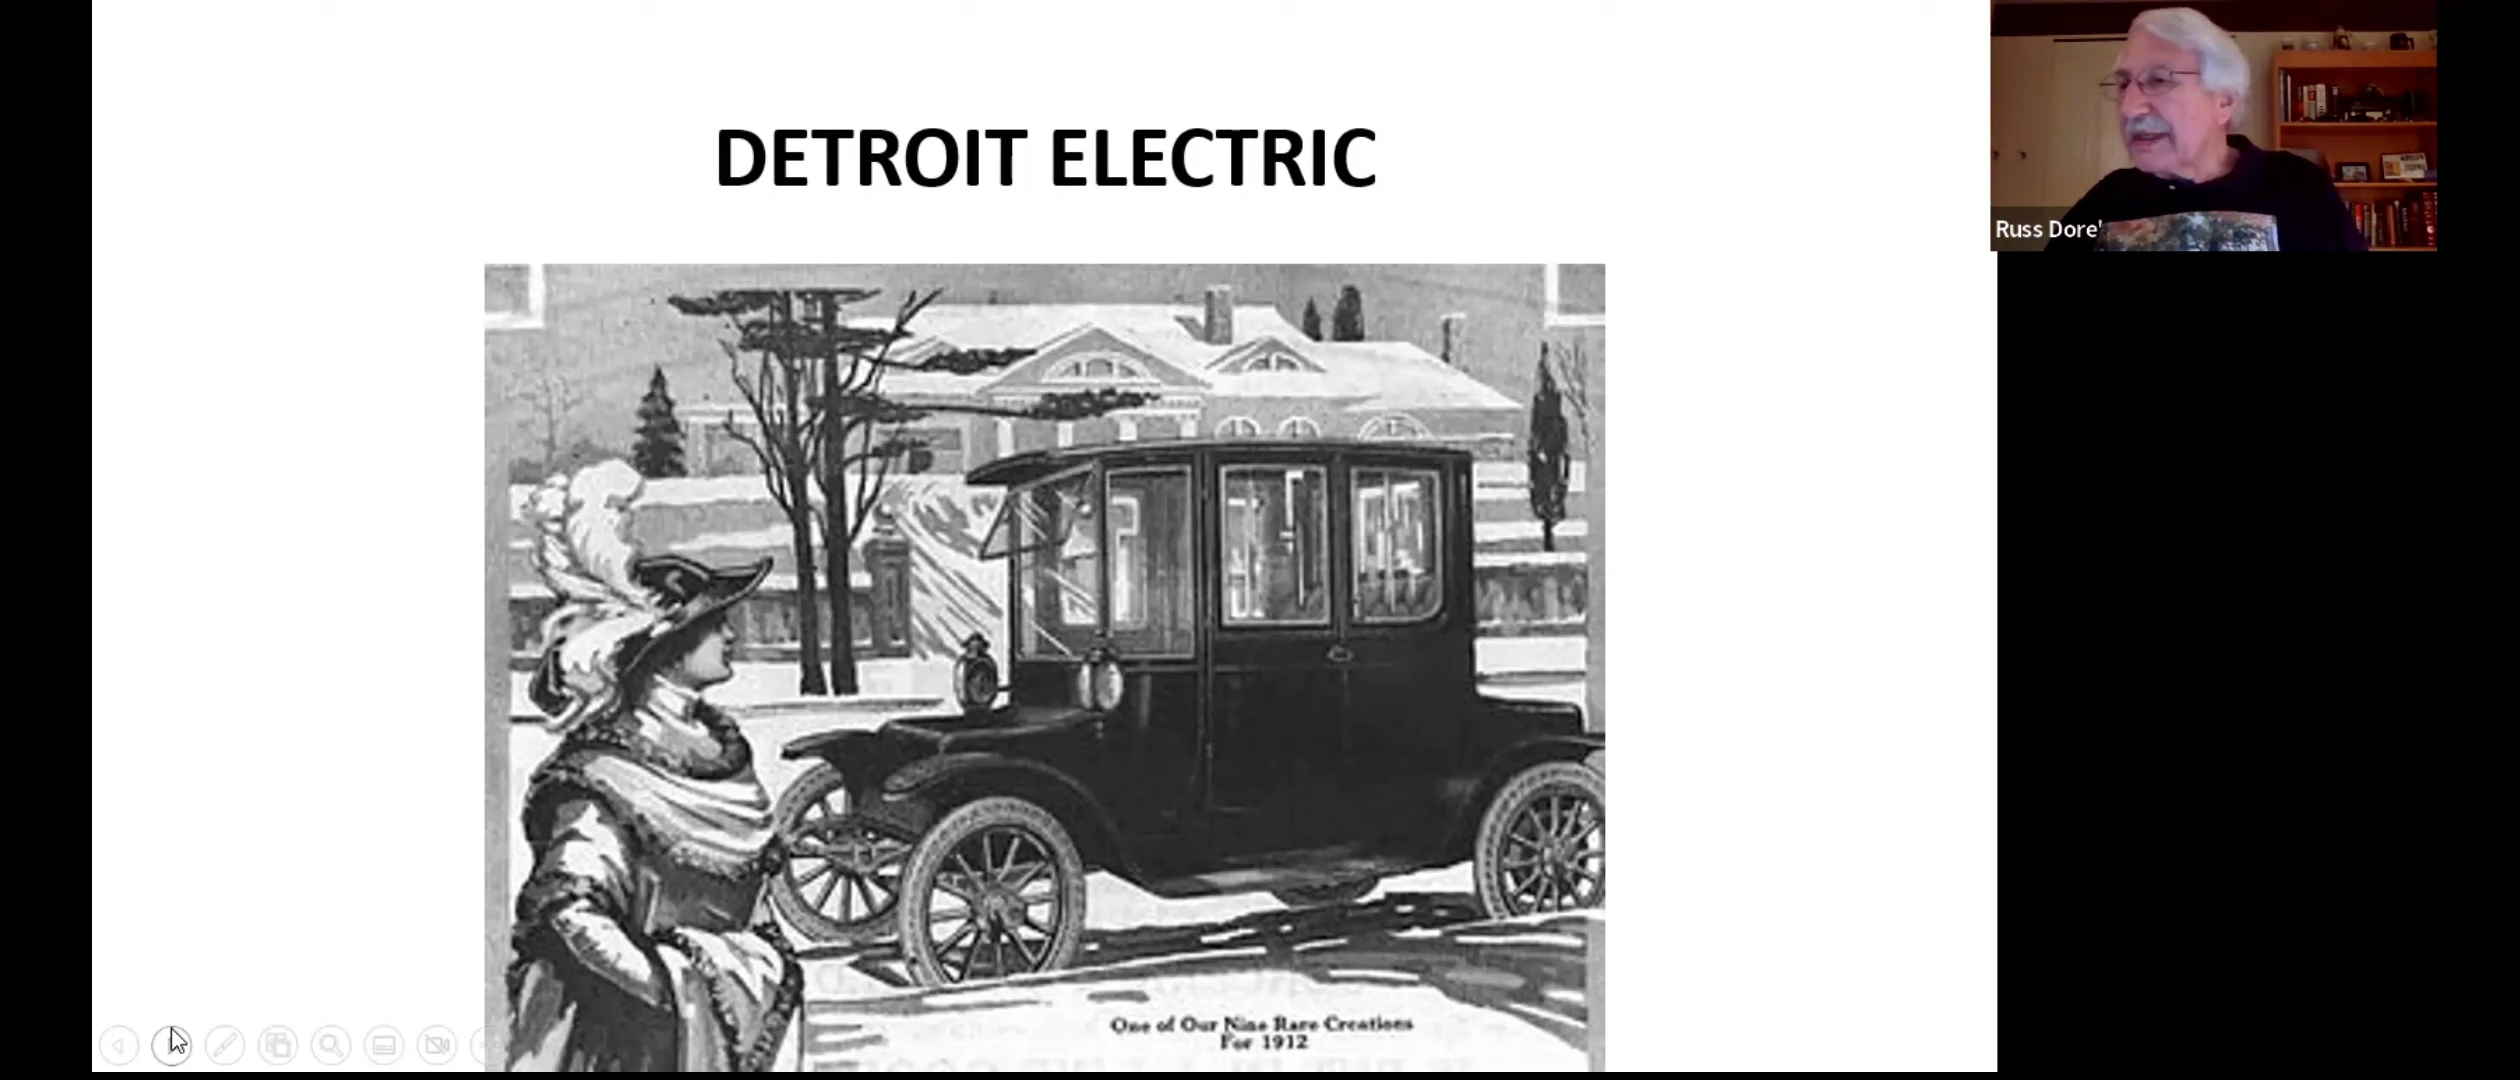 DETROIT ELECTRIC
Russ Dore'
One of Our Nine Rare Creations
For 1912